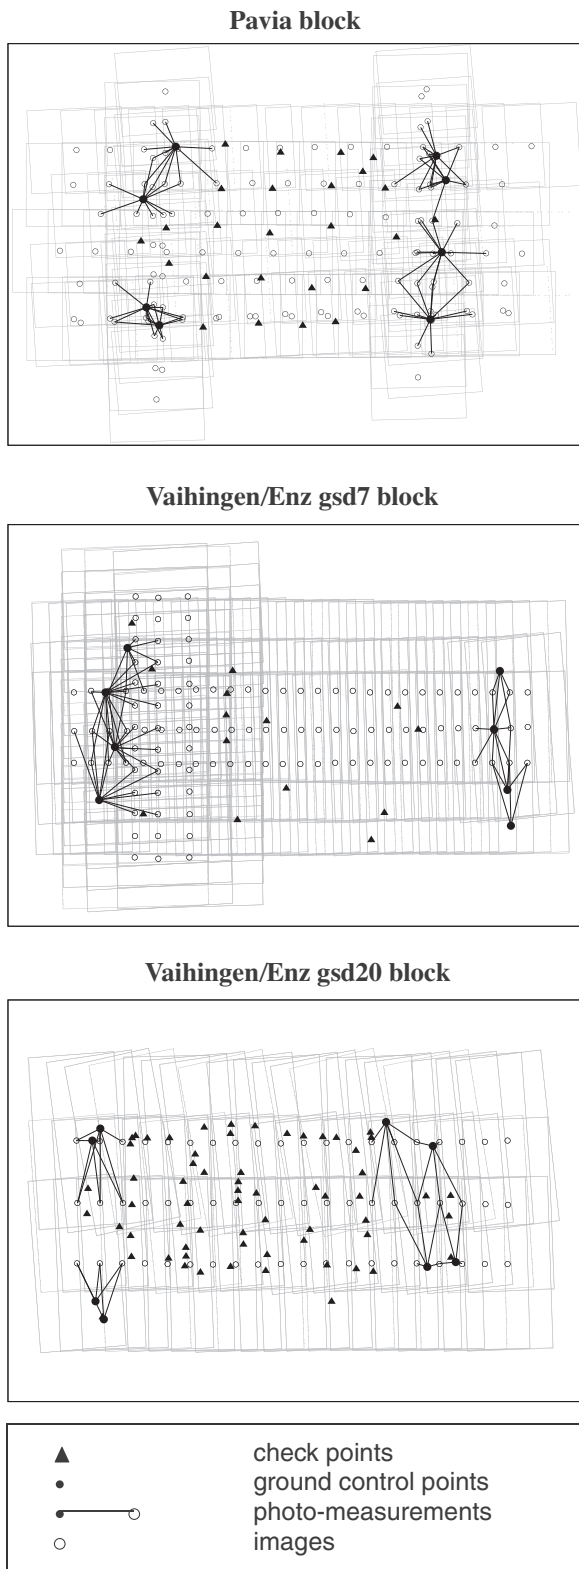 Pavia block
Vaihingen/Enz gsd7 block
Vaihingen/Enz gsd20 block
check points
ground control points
photo-measurements
images